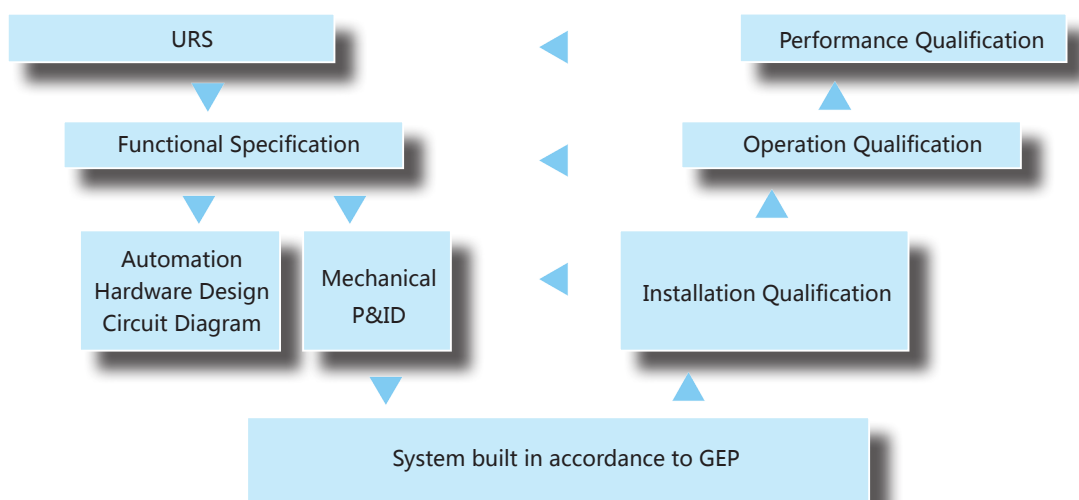 URS
Performance Qualification
Functional Specification
Operation Qualification
Automation
Hardware Design
Circuit Diagram
Mechanical
P&ID
Installation Qualification
System built in accordance to GEP